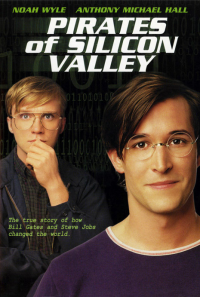 NOAH WYLE ANTHONY MICHAEL HALL
PIRATES
of SILICON
VALLEY
The true story of how
Bill Gates and Steve Jobs
changed the world.